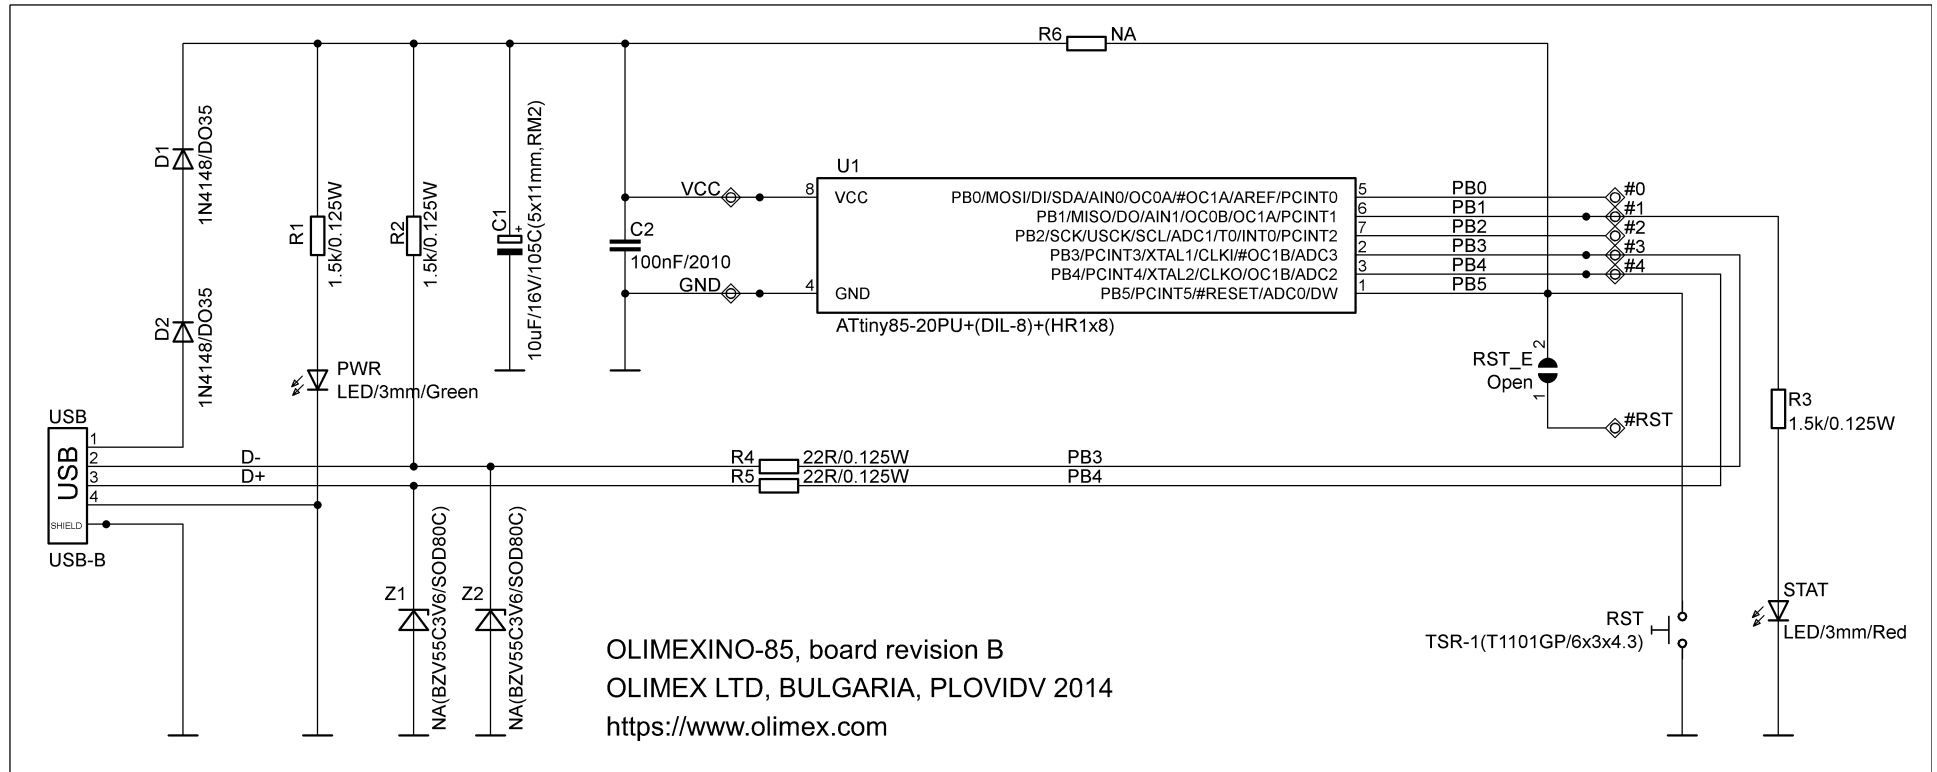 R6 NA
D1
1N4148/DO35
R1
1.5k/0.125W
R2
1.5k/0.125W
C1
+
10uF/16V/105C(5x11mm,RM2)
C2
100nF/2010
VCC
GND
U1
8 VCC
4 GND
PB0/MOSI/DI/SDA/AIN0/OC0A/#OC1A/AREF/PCINT0 5 PB0 #0
PB1/MISO/DO/AIN1/OC0B/OC1A/PCINT1 6 PB1 #1
PB2/SCK/USCK/SCL/ADC1/T0/INT0/PCINT2 7 PB2 #2
PB3/PCINT3/XTAL1/CLKI/#OC1B/ADC3 2 PB3 #3
PB4/PCINT4/XTAL2/CLKO/OC1B/ADC2 3 PB4 #4
PB5/PCINT5/#RESET/ADC0/DW 1 PB5
ATtiny85-20PU+(DIL-8)+(HR1x8)
D2
1N4148/DO35
PWR
LED/3mm/Green
2
RST_E
Open
1
#RST
R3
1.5k/0.125W
USB
USB
1
2
3
4
SHIELD
USB-B
D-
D+
R4 22R/0.125W PB3
R5 22R/0.125W PB4
Z1
NA(BZV55C3V6/SOD80C)
Z2
NA(BZV55C3V6/SOD80C)
RST
TSR-1(T1101GP/6x3x4.3)
STAT
LED/3mm/Red
OLIMEXINO-85, board revision B
OLIMEX LTD, BULGARIA, PLOVIDV 2014
https://www.olimex.com